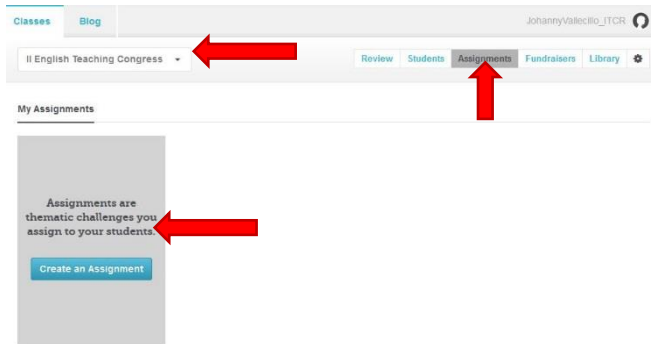 Classes Blog JohannyVallecillo_ITCR
II English Teaching Congress Review Students Assignments Fundraisers Library
My Assignments
Assignments are
thematic challenges you
assign to your students.
Create an Assignment